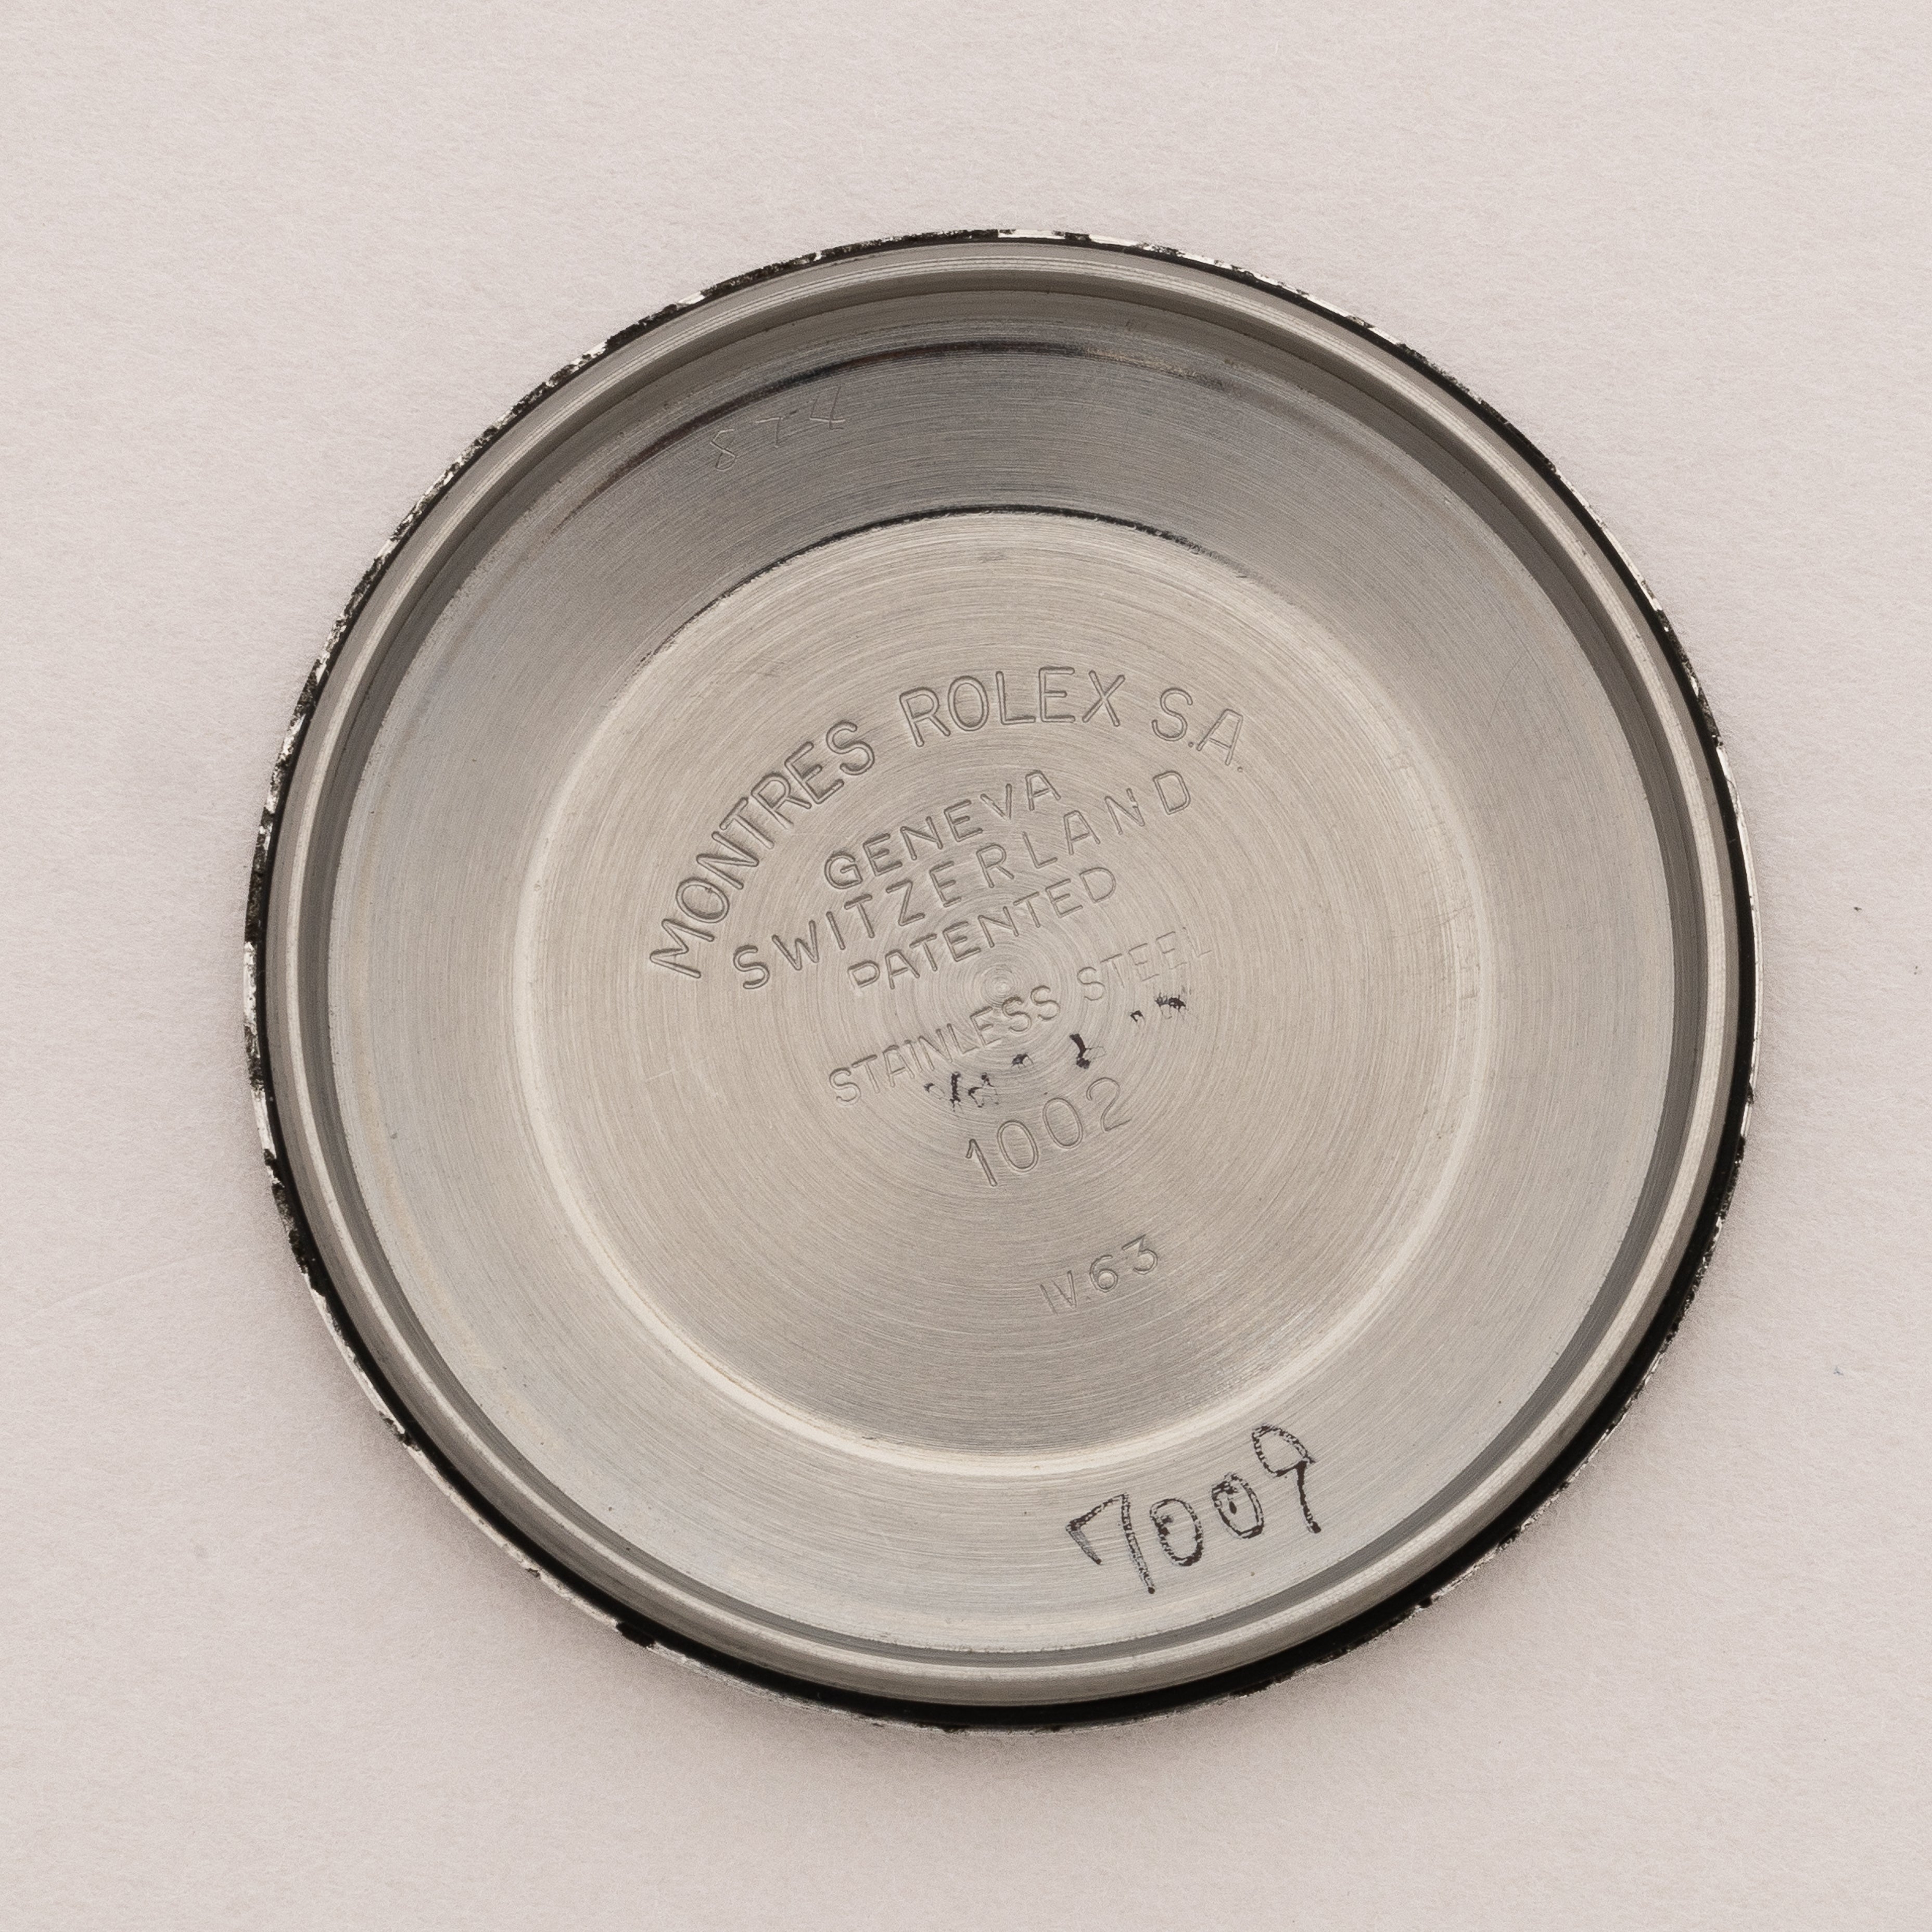 MONTRES ROLEX S.A.
GENEVA
SWITZERLAND
PATENTED
STAINLESS STEEL
1002
IV.63
7009